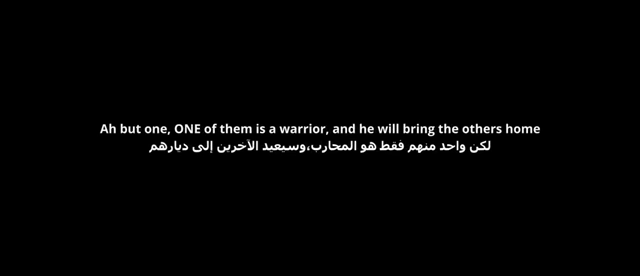 Ah but one, ONE of them is a warrior, and he will bring the others home
لكن واحد منهم فقط هو المحارب،وسيعيد الآخرين إلى ديارهم